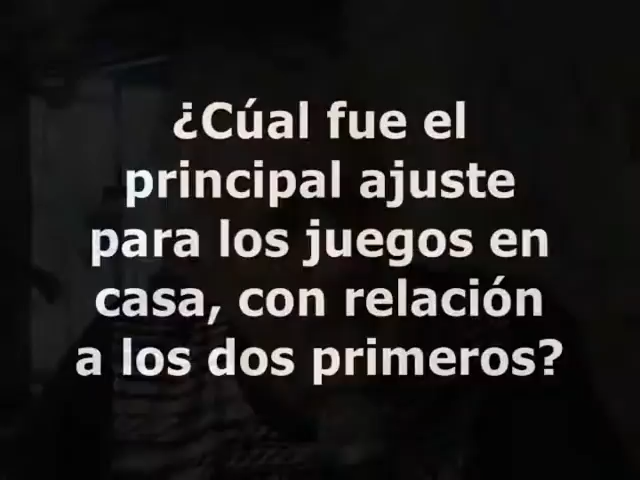 ¿Cúal fue el
principal ajuste
para los juegos en
casa, con relación
a los dos primeros?